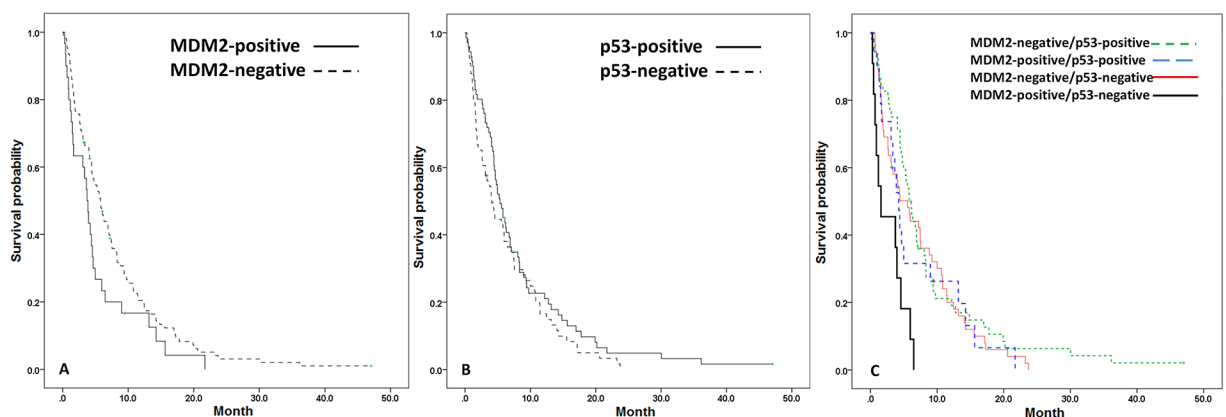 MDM2-positive
MDM2-negative
1.0
0.8
0.6
0.4
0.2
0.0
Survival probability
A
.0 10.0 20.0 30.0 40.0 50.0
Month
p53-positive
p53-negative
1.0
0.8
0.6
0.4
0.2
0.0
Survival probability
B
.0 10.0 20.0 30.0 40.0 50.0
Month
MDM2-negative/p53-positive
MDM2-positive/p53-positive
MDM2-negative/p53-negative
MDM2-positive/p53-negative
1.0
0.8
0.6
0.4
0.2
0.0
Survival probability
C
.0 10.0 20.0 30.0 40.0 50.0
Month